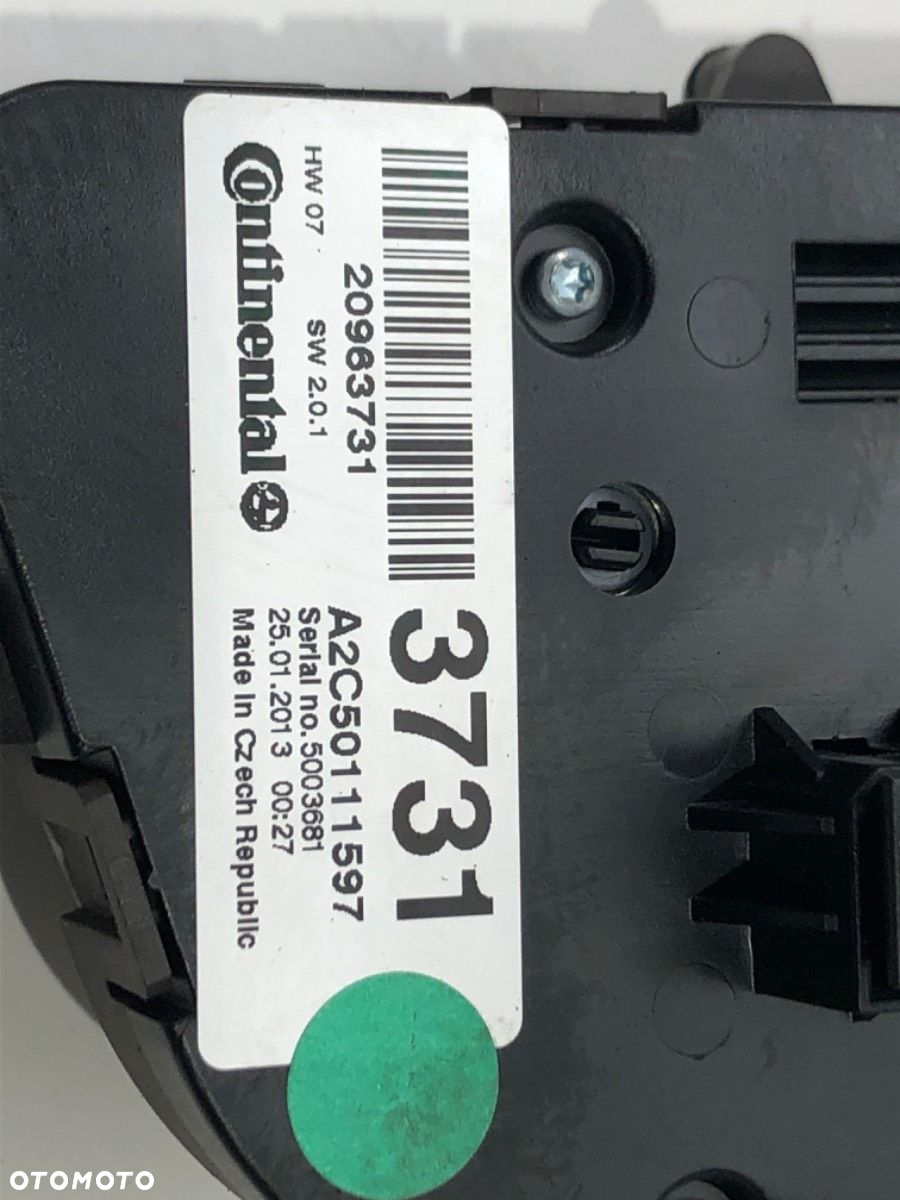 3731
20963731
HW 07 SW 2.0.1
Continental
A2C50111597
Serial no.5003681
25.01.2013 00:27
Made in Czech Republic
OTOMOTO